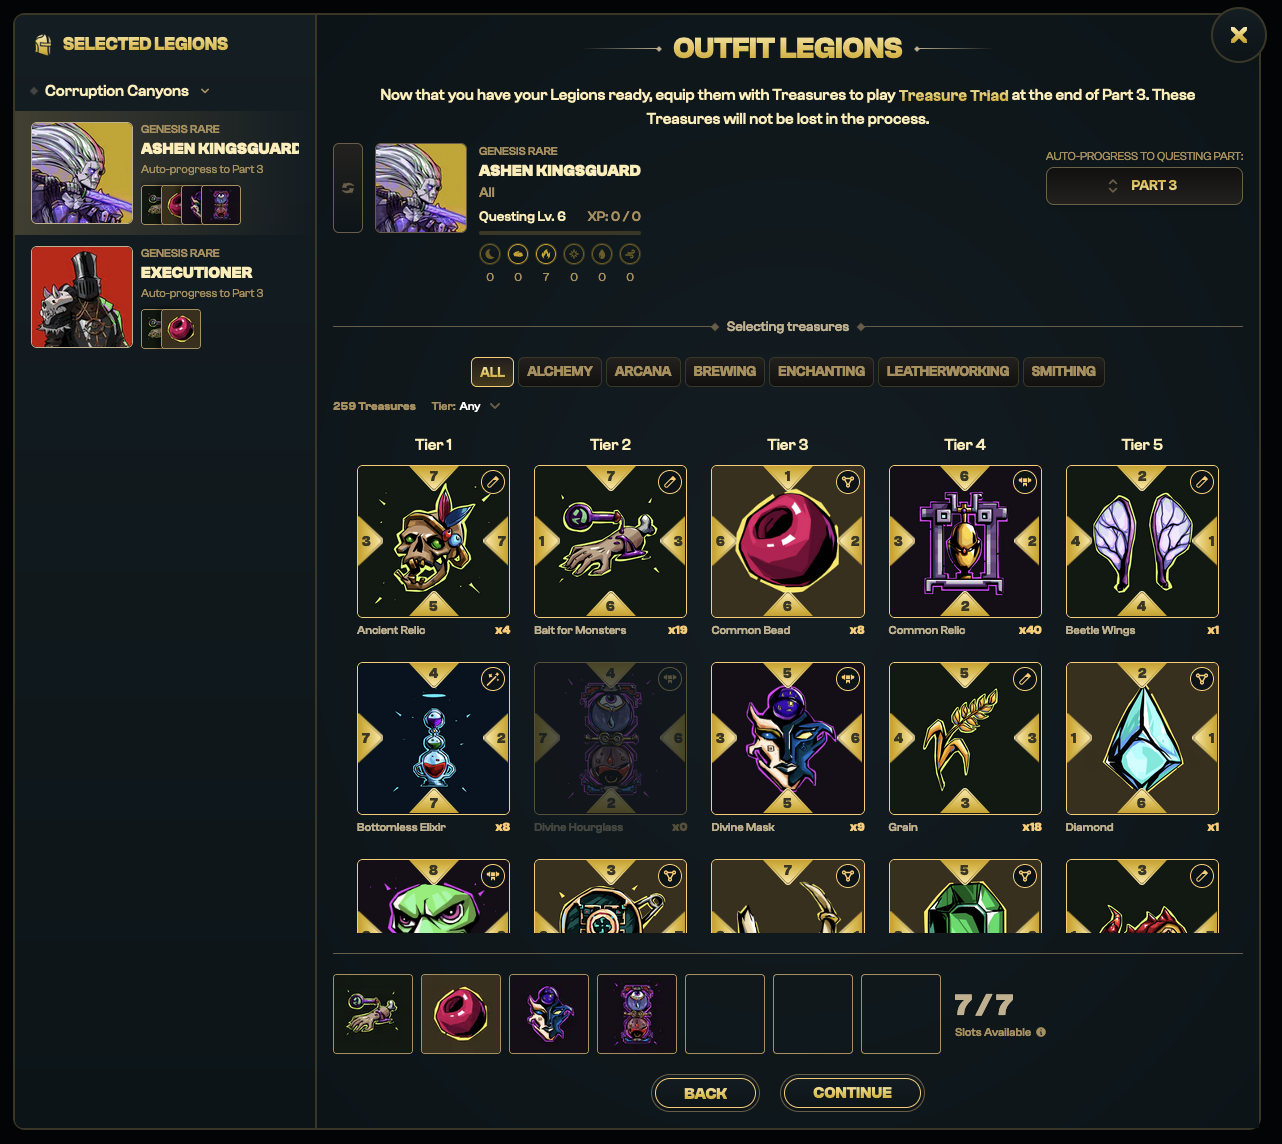 SELECTED LEGIONS
Corruption Canyons
GENESIS RARE
ASHEN KINGSGUARD
Auto-progress to Part 3
GENESIS RARE
EXECUTIONER
Auto-progress to Part 3
OUTFIT LEGIONS
Now that you have your Legions ready, equip them with Treasures to play Treasure Triad at the end of Part 3. These
Treasures will not be lost in the process.
GENESIS RARE
ASHEN KINGSGUARD
All
Questing Lv. 6 XP: 0 / 0
0 0 7 0 0 0
AUTO-PROGRESS TO QUESTING PART:
PART 3
Selecting treasures
ALL ALCHEMY ARCANA BREWING ENCHANTING LEATHERWORKING SMITHING
259 Treasures Tier: Any
Tier 1 Tier 2 Tier 3 Tier 4 Tier 5
7 7 1 6 2
3 7 1 3 6 2 3 2 4 1
5 6 6 2 4
Ancient Relic x4 Bait for Monsters x19 Common Bead x8 Common Relic x40 Beetle Wings x1
4 4 5 5 2
7 2 7 6 3 6 4 3 1 1
7 2 5 3 6
Bottomless Elixir x8 Divine Hourglass x0 Divine Mask x9 Grain x18 Diamond x1
8 3 7 5 3
7 / 7
Slots Available
BACK CONTINUE